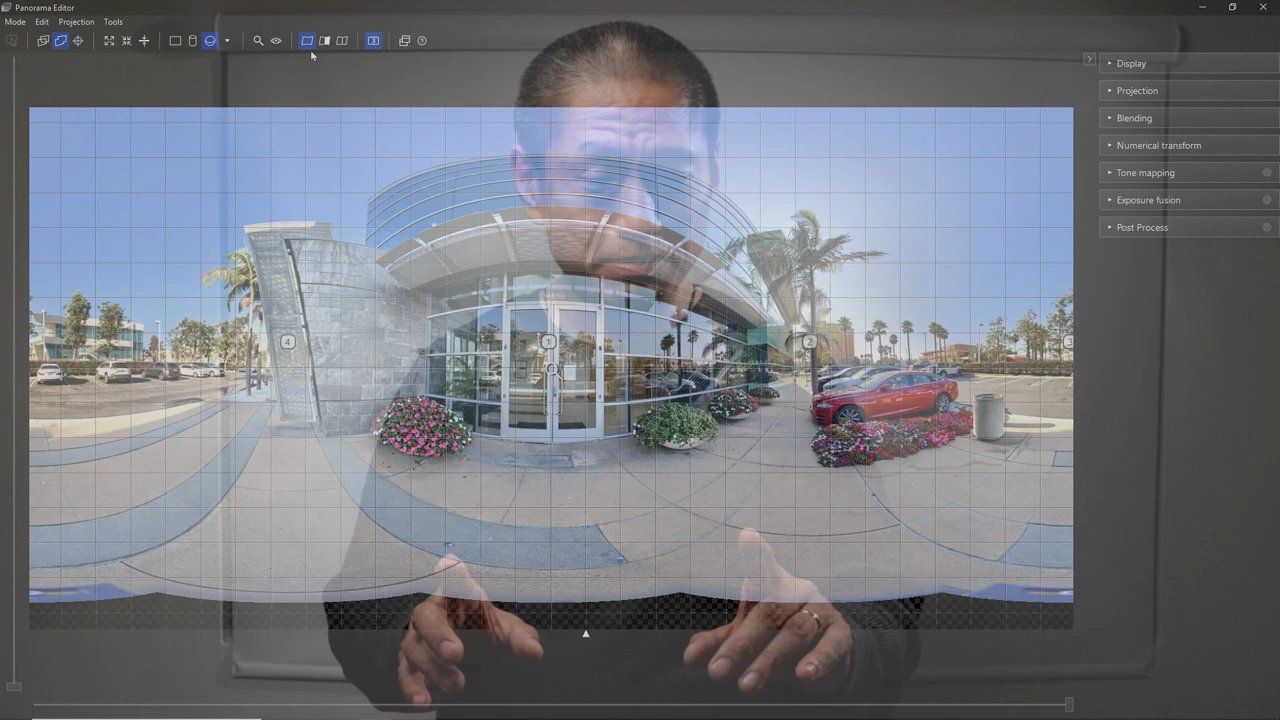 Panorama Editor
Mode Edit Projection Tools
Display
Projection
Blending
Numerical transform
Tone mapping
Exposure fusion
Post Process
4
1
2
3